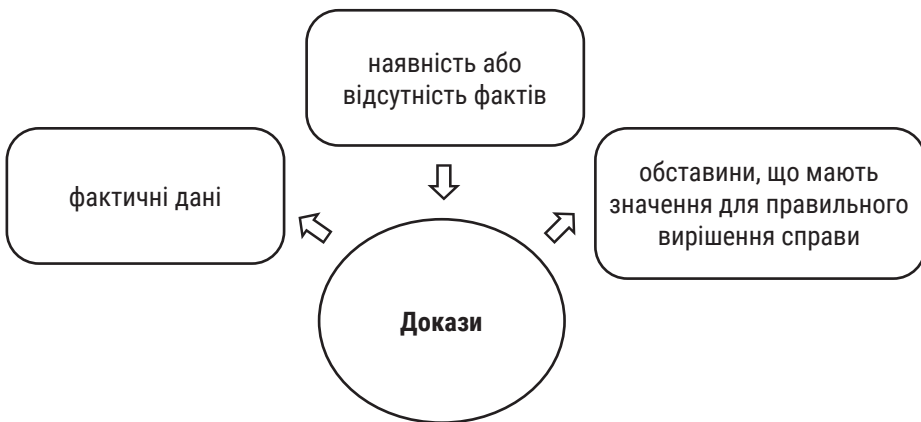 наявність або
відсутність фактів
фактичні дані
обставини, що мають
значення для правильного
вирішення справи
Докази